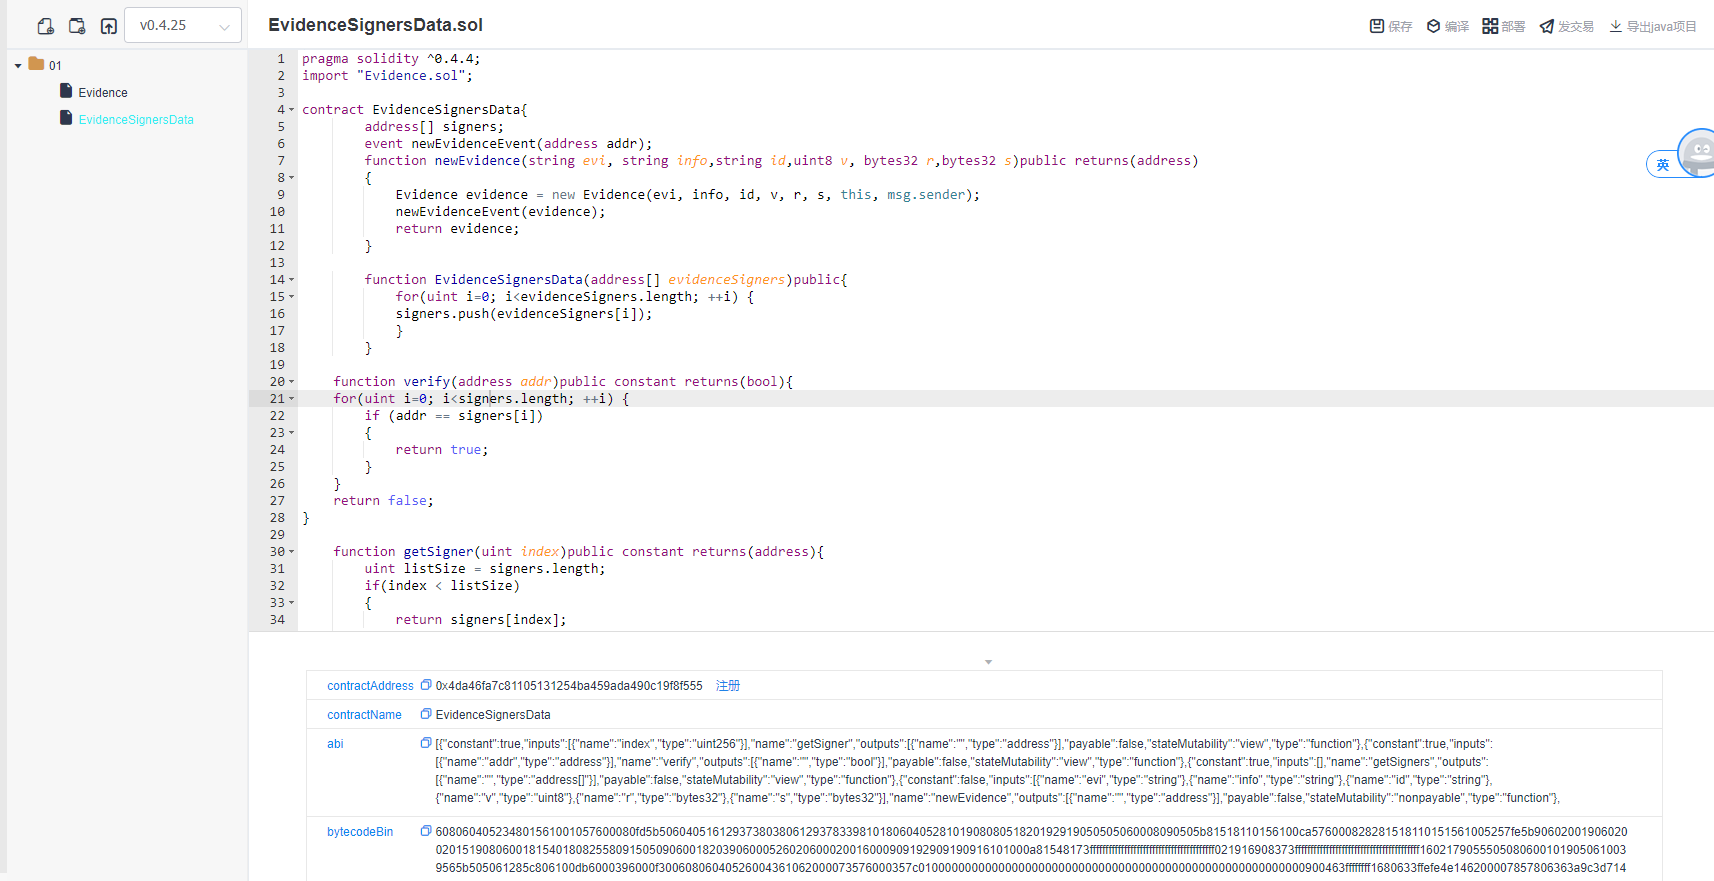 v0.4.25
EvidenceSignersData.sol
保存 编译 部署 发交易 导出java项目
01
Evidence
EvidenceSignersData
1 pragma solidity ^0.4.4;
2 import "Evidence.sol";
3
4 contract EvidenceSignersData{
5 address[] signers;
6 event newEvidenceEvent(address addr);
7 function newEvidence(string evi, string info,string id,uint8 v, bytes32 r,bytes32 s)public returns(address)
8 {
9 Evidence evidence = new Evidence(evi, info, id, v, r, s, this, msg.sender);
10 newEvidenceEvent(evidence);
11 return evidence;
12 }
13
14 function EvidenceSignersData(address[] evidenceSigners)public{
15 for(uint i=0; i<evidenceSigners.length; ++i) {
16 signers.push(evidenceSigners[i]);
17 }
18 }
19
20 function verify(address addr)public constant returns(bool){
21 for(uint i=0; i<signers.length; ++i) {
22 if (addr == signers[i])
23 {
24 return true;
25 }
26 }
27 return false;
28 }
29
30 function getSigner(uint index)public constant returns(address){
31 uint listSize = signers.length;
32 if(index < listSize)
33 {
34 return signers[index];
英
contractAddress 0x4da46fa7c81105131254ba459ada490c19f8f555 注册
contractName EvidenceSignersData
abi [{"constant":true,"inputs":[{"name":"index","type":"uint256"}],"name":"getSigner","outputs":[{"name":"","type":"address"}],"payable":false,"stateMutability":"view","type":"function"},{"constant":true,"inputs":
[{"name":"addr","type":"address"}],"name":"verify","outputs":[{"name":"","type":"bool"}],"payable":false,"stateMutability":"view","type":"function"},{"constant":true,"inputs":[],"name":"getSigners","outputs":
[{"name":"","type":"address[]"}],"payable":false,"stateMutability":"view","type":"function"},{"constant":false,"inputs":[{"name":"evi","type":"string"},{"name":"info","type":"string"},{"name":"id","type":"string"},
{"name":"v","type":"uint8"},{"name":"r","type":"bytes32"},{"name":"s","type":"bytes32"}],"name":"newEvidence","outputs":[{"name":"","type":"address"}],"payable":false,"stateMutability":"nonpayable","type":"function"},
bytecodeBin